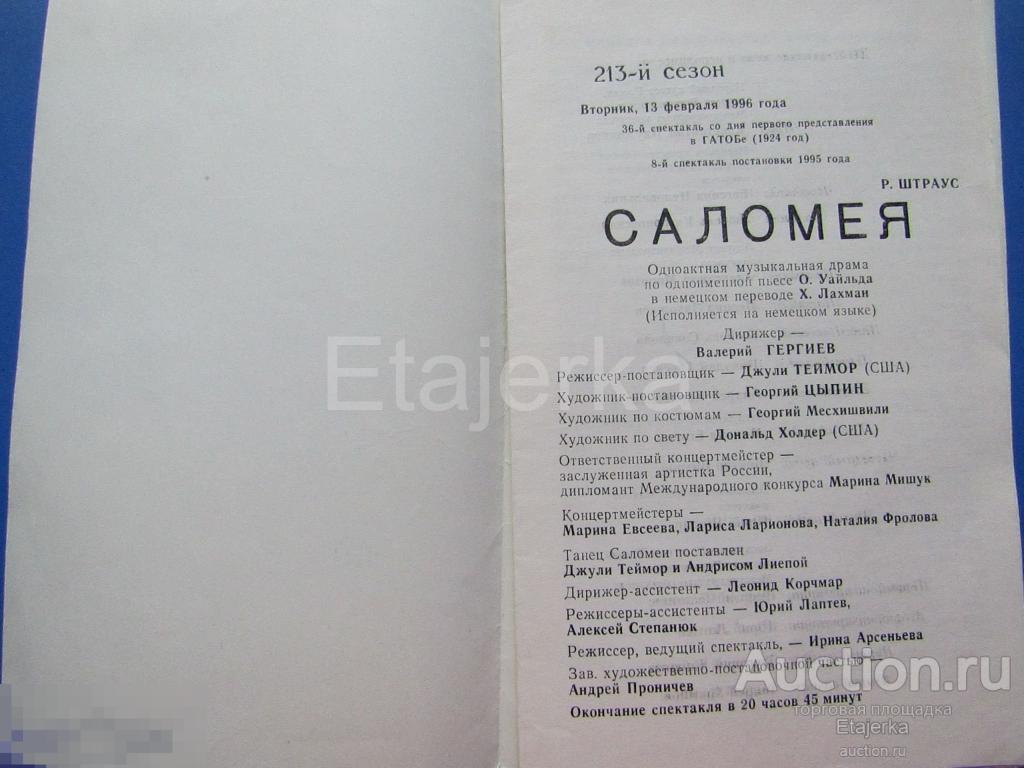 213-й сезон
Вторник, 13 февраля 1996 года
36-й спектакль со дня первого представления
в ГАТОБе (1924 год)
8-й спектакль постановки 1995 года
Р. ШТРАУС
САЛОМЕЯ
Одноактная музыкальная драма
по одноименной пьесе О. Уайльда
в немецком переводе Х. Лахман
(Исполняется на немецком языке)
Дирижер —
Валерий ГЕРГИЕВ
Режиссер-постановщик — Джули ТЕЙМОР (США)
Художник-постановщик — Георгий ЦЫПИН
Художник по костюмам — Георгий Месхишвили
Художник по свету — Дональд Холдер (США)
Ответственный концертмейстер —
заслуженная артистка России,
дипломант Международного конкурса Марина Мишук
Концертмейстеры —
Марина Евсеева, Лариса Ларионова, Наталия Фролова
Танец Саломеи поставлен
Джули Теймор и Андрисом Лиепой
Дирижер-ассистент — Леонид Корчмар
Режиссеры-ассистенты — Юрий Лаптев,
Алексей Степанюк
Режиссер, ведущий спектакль, — Ирина Арсеньева
Зав. художественно-постановочной частью —
Андрей Проничев
Окончание спектакля в 20 часов 45 минут
Etajerka
Auction.ru
торговая площадка
Etajerka
auction.ru